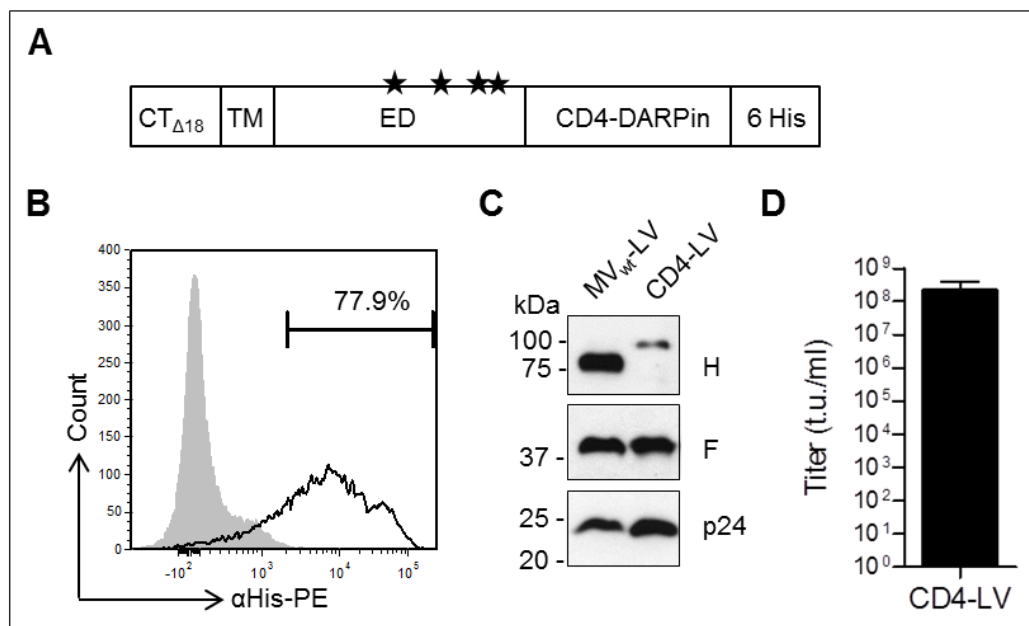 A
CTΔ18 TM ED CD4-DARPin 6 His
B
400
350
300
250
200
150
100
50
0
Count
77.9%
-10² 10³ 10⁴ 10⁵
αHis-PE
C
MVwt-LV CD4-LV
kDa
100 -
75 -
H
37 -
F
25 -
20 -
p24
D
Titer (t.u./ml)
10⁹
10⁸
10⁷
10⁶
10⁵
10⁴
10³
10²
10¹
10⁰
CD4-LV